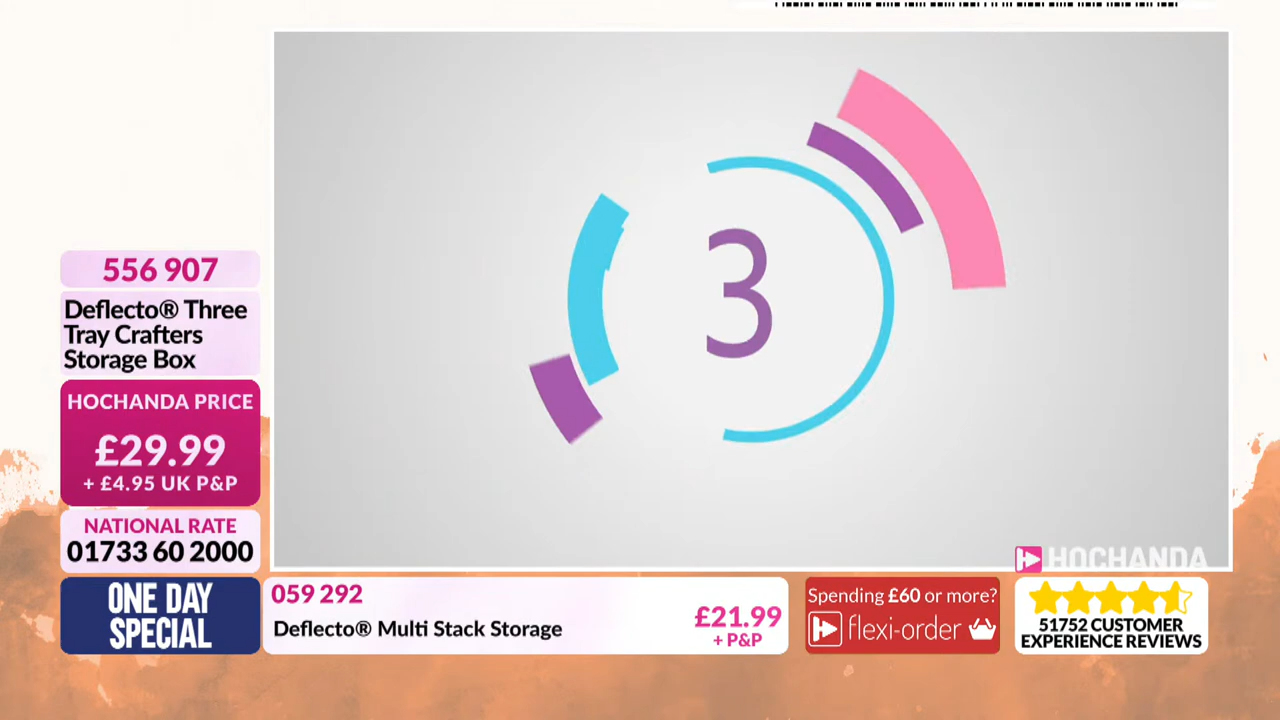 3
556 907
Deflecto® Three
Tray Crafters
Storage Box
HOCHANDA PRICE
£29.99
+ £4.95 UK P&P
NATIONAL RATE
01733 60 2000
HOCHANDA
ONE DAY
SPECIAL
059 292
Deflecto® Multi Stack Storage
£21.99
+ P&P
Spending £60 or more?
flexi-order
51752 CUSTOMER
EXPERIENCE REVIEWS